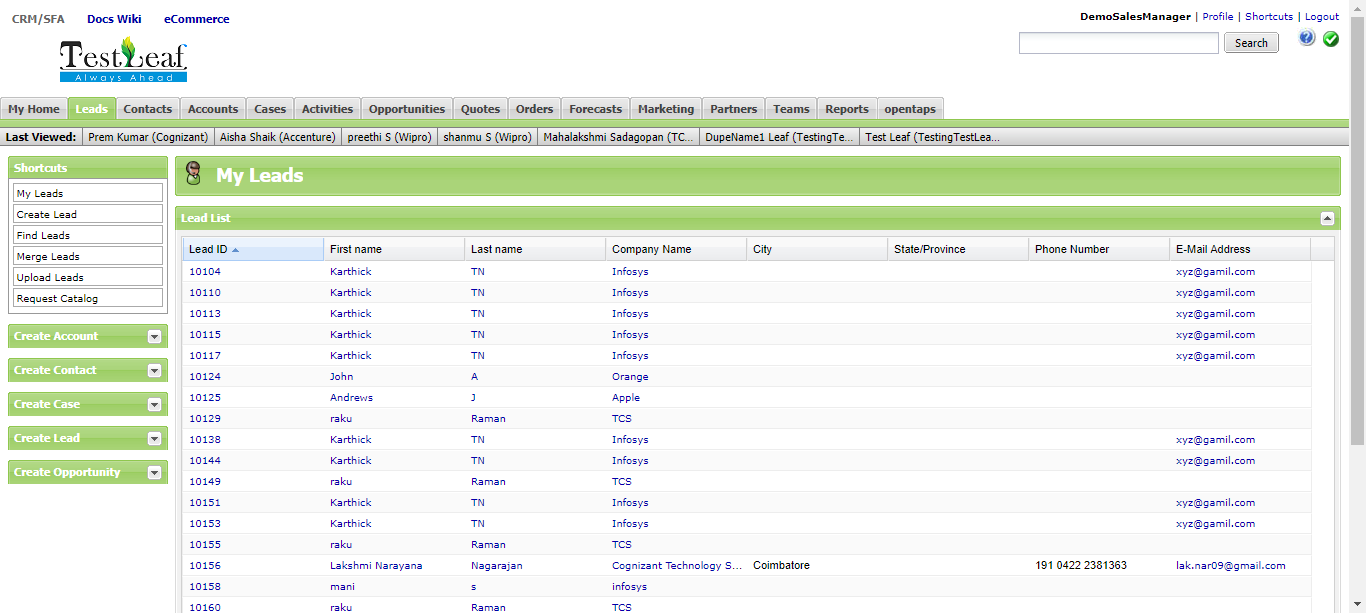 CRM/SFA Docs Wiki eCommerce
DemoSalesManager | Profile | Shortcuts | Logout
TestLeaf
Always Ahead
Search
My Home Leads Contacts Accounts Cases Activities Opportunities Quotes Orders Forecasts Marketing Partners Teams Reports opentaps
Last Viewed: Prem Kumar (Cognizant) Aisha Shaik (Accenture) preethi S (Wipro) shanmu S (Wipro) Mahalakshmi Sadagopan (TC... DupeName1 Leaf (TestingTe... Test Leaf (TestingTestLea...
Shortcuts
My Leads
Create Lead
Find Leads
Merge Leads
Upload Leads
Request Catalog
Create Account
Create Contact
Create Case
Create Lead
Create Opportunity
My Leads
Lead List
Lead ID First name Last name Company Name City State/Province Phone Number E-Mail Address
10104 Karthick TN Infosys xyz@gamil.com
10110 Karthick TN Infosys xyz@gamil.com
10113 Karthick TN Infosys xyz@gamil.com
10115 Karthick TN Infosys xyz@gamil.com
10117 Karthick TN Infosys xyz@gamil.com
10124 John A Orange
10125 Andrews J Apple
10129 raku Raman TCS
10138 Karthick TN Infosys xyz@gamil.com
10144 Karthick TN Infosys xyz@gamil.com
10149 raku Raman TCS
10151 Karthick TN Infosys xyz@gamil.com
10153 Karthick TN Infosys xyz@gamil.com
10155 raku Raman TCS
10156 Lakshmi Narayana Nagarajan Cognizant Technology S... Coimbatore 191 0422 2381363 lak.nar09@gmail.com
10158 mani s infosys
10160 raku Raman TCS